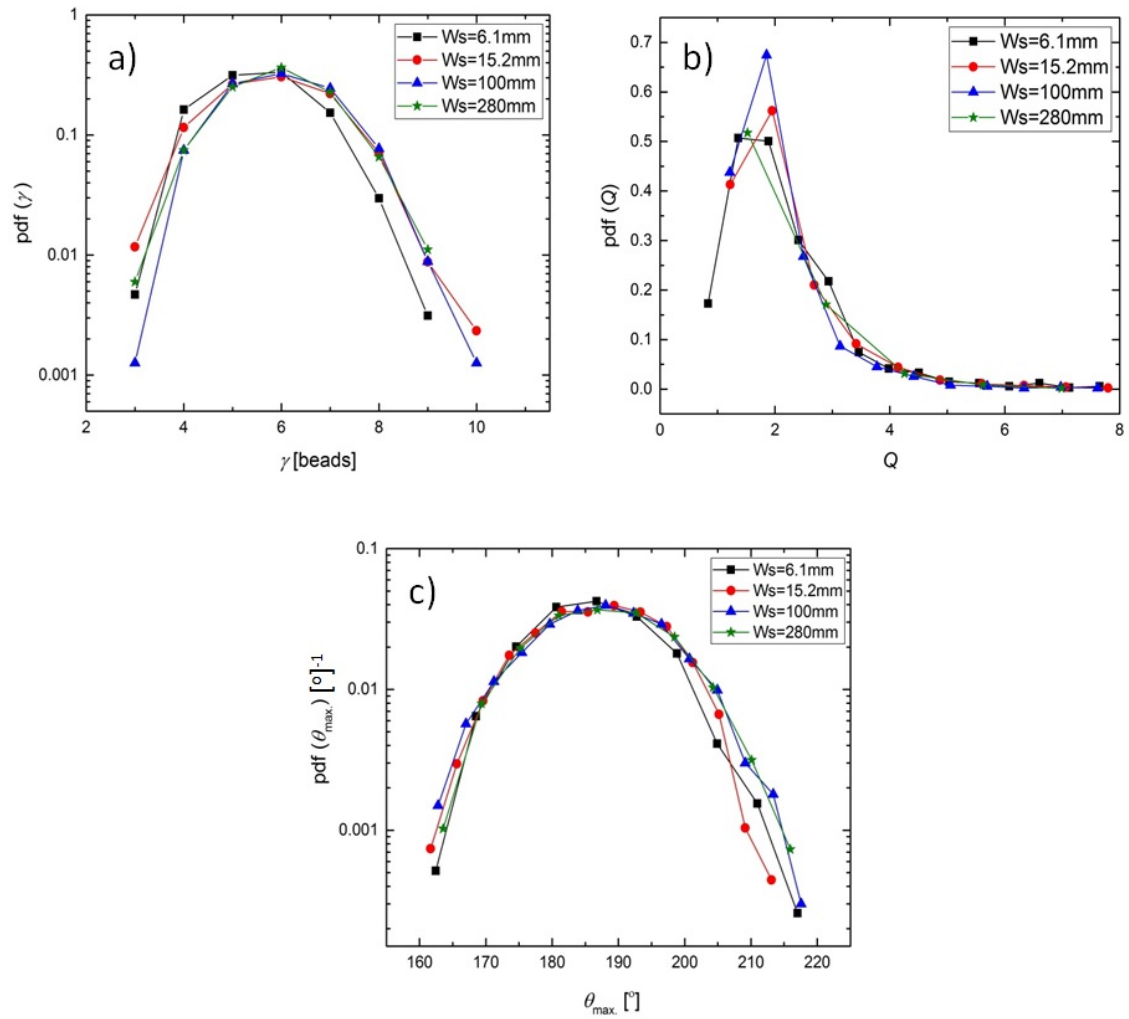 a)
Ws=6.1mm
Ws=15.2mm
Ws=100mm
Ws=280mm
1
0.1
0.01
0.001
pdf (γ)
2 4 6 8 10
γ [beads]
b)
Ws=6.1mm
Ws=15.2mm
Ws=100mm
Ws=280mm
0.7
0.6
0.5
0.4
0.3
0.2
0.1
0.0
pdf (Q)
0 2 4 6 8
Q
c)
Ws=6.1mm
Ws=15.2mm
Ws=100mm
Ws=280mm
0.1
0.01
0.001
pdf (θmax.) [º]-1
160 170 180 190 200 210 220
θmax. [º]